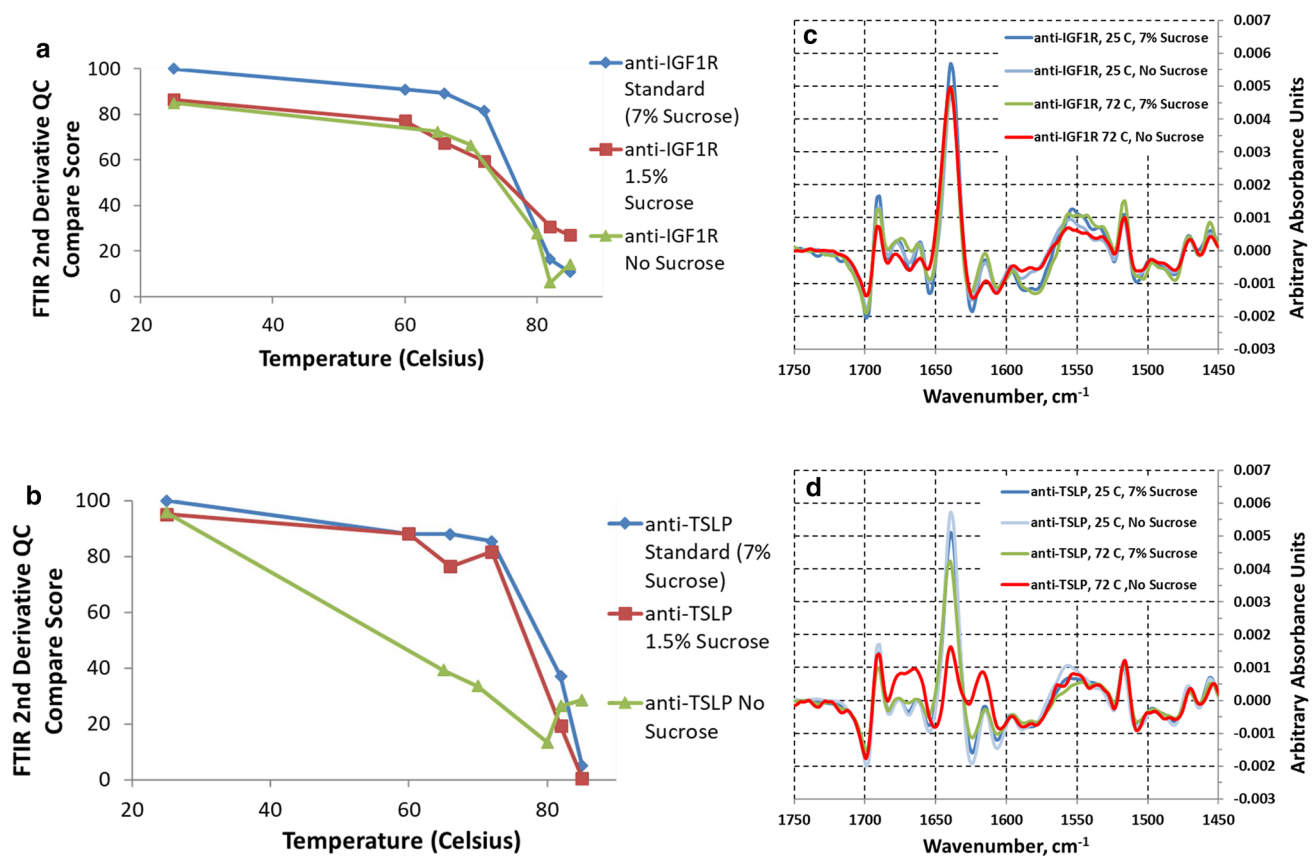 a
FTIR 2nd Derivative QC
Compare Score
100
80
60
40
20
0
20
40
60
80
Temperature (Celsius)
anti-IGF1R
Standard
(7% Sucrose)
anti-IGF1R
1.5%
Sucrose
anti-IGF1R
No Sucrose
c
anti-IGF1R, 25 C, 7% Sucrose
anti-IGF1R, 25 C, No Sucrose
anti-IGF1R, 72 C, 7% Sucrose
anti-IGF1R 72 C, No Sucrose
0.007
0.006
0.005
0.004
0.003
0.002
0.001
0.000
-0.001
-0.002
-0.003
Arbitrary Absorbance Units
1750
1700
1650
1600
1550
1500
1450
Wavenumber, cm-1
b
FTIR 2nd Derivative QC
Compare Score
100
80
60
40
20
0
20
40
60
80
Temperature (Celsius)
anti-TSLP
Standard (7%
Sucrose)
anti-TSLP
1.5% Sucrose
anti-TSLP No
Sucrose
d
anti-TSLP, 25 C, 7% Sucrose
anti-TSLP, 25 C, No Sucrose
anti-TSLP, 72 C, 7% Sucrose
anti-TSLP, 72 C ,No Sucrose
0.007
0.006
0.005
0.004
0.003
0.002
0.001
0.000
-0.001
-0.002
-0.003
Arbitrary Absorbance Units
1750
1700
1650
1600
1550
1500
1450
Wavenumber, cm-1